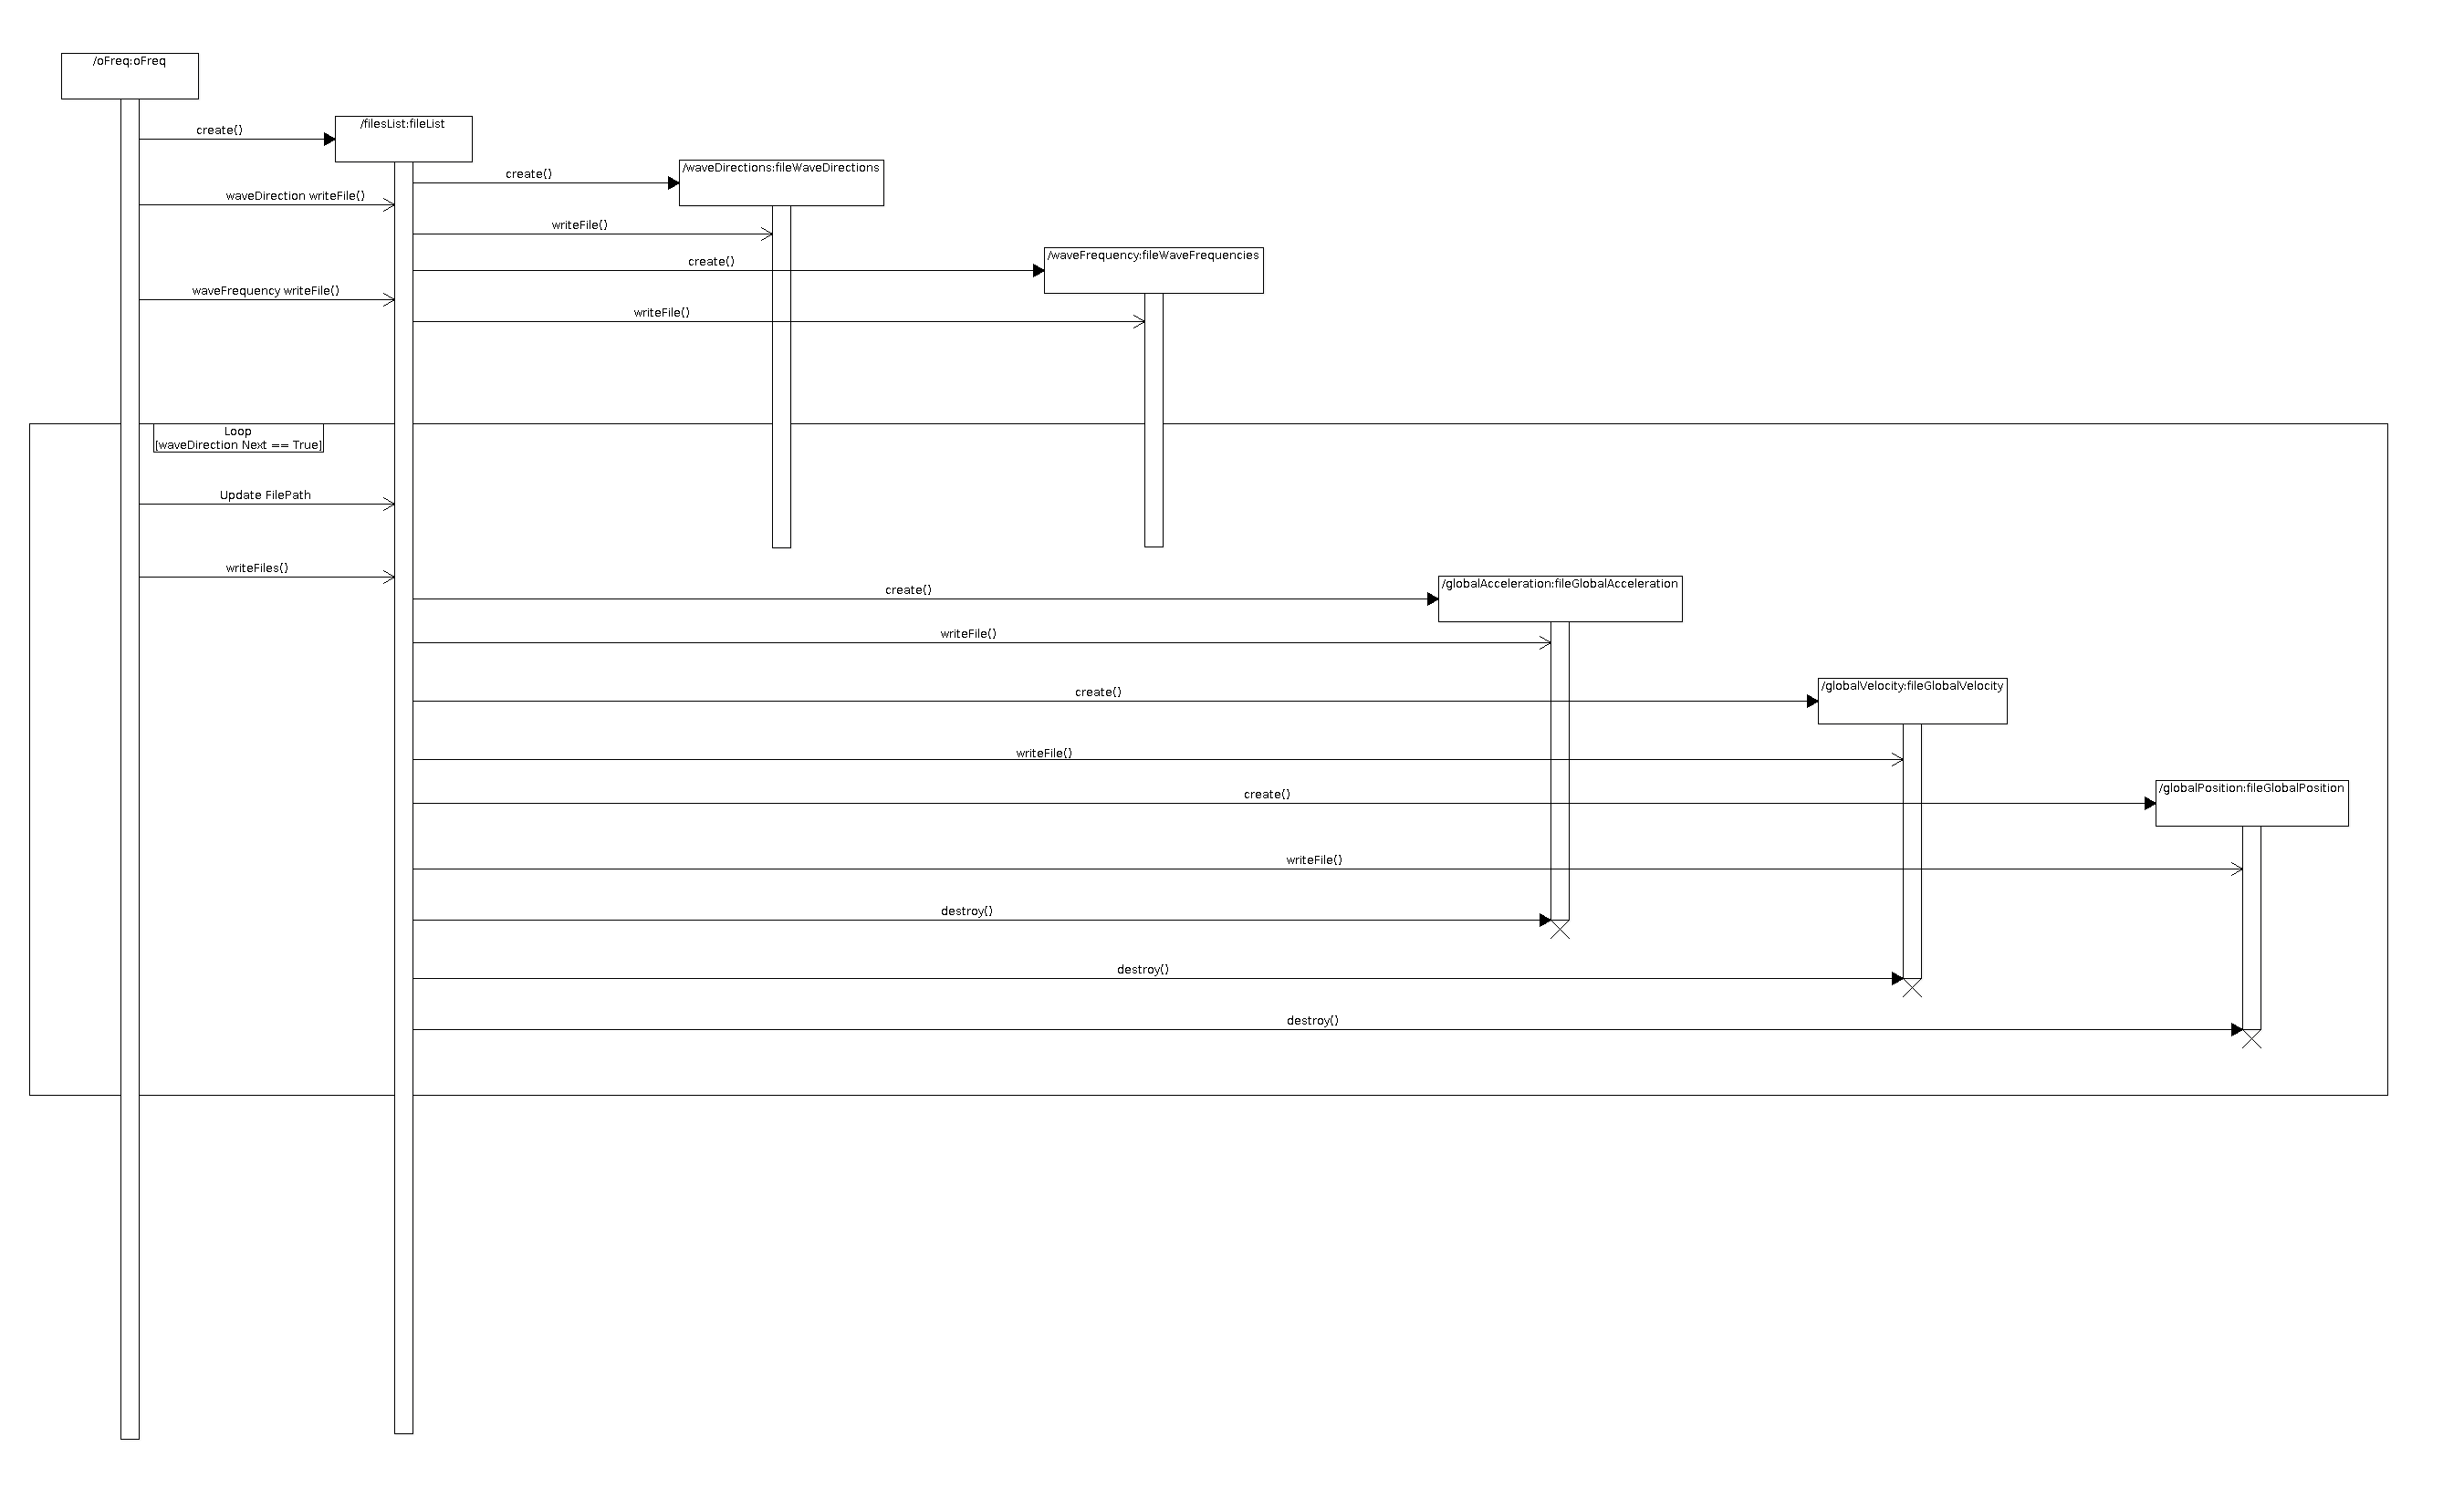 /oFreq:oFreq
/filesList:fileList
create()
/waveDirections:fileWaveDirections
create()
waveDirection writeFile()
writeFile()
/waveFrequency:fileWaveFrequencies
create()
waveFrequency writeFile()
writeFile()
Loop
[waveDirection Next == True]
Update FilePath
writeFiles()
/globalAcceleration:fileGlobalAcceleration
create()
writeFile()
/globalVelocity:fileGlobalVelocity
create()
writeFile()
/globalPosition:fileGlobalPosition
create()
writeFile()
destroy()
destroy()
destroy()